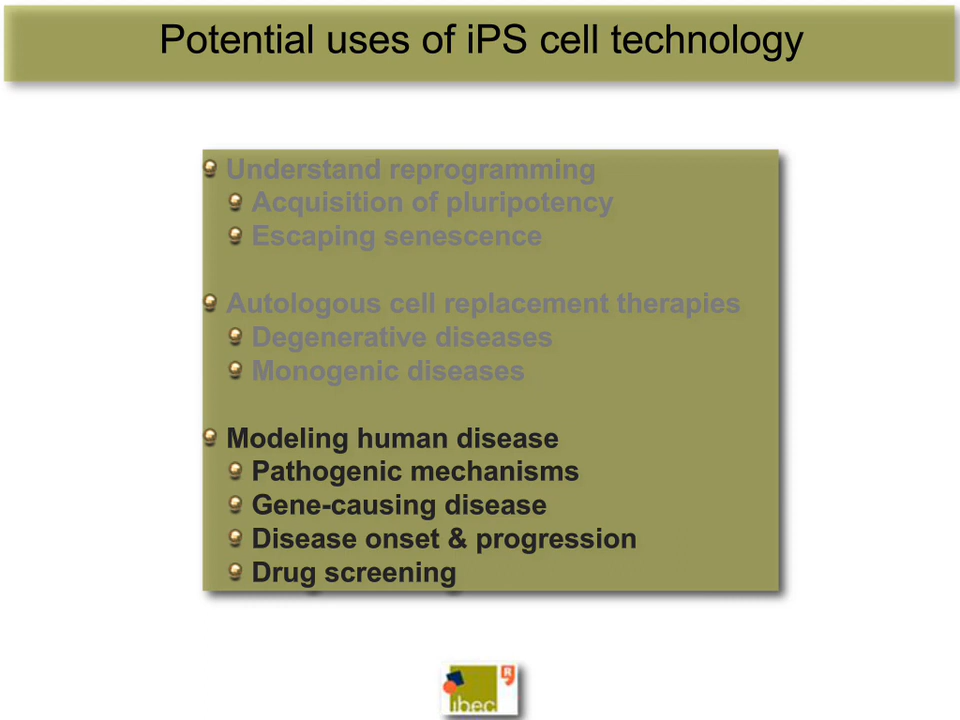 Potential uses of iPS cell technology
Understand reprogramming
Acquisition of pluripotency
Escaping senescence
Autologous cell replacement therapies
Degenerative diseases
Monogenic diseases
Modeling human disease
Pathogenic mechanisms
Gene-causing disease
Disease onset & progression
Drug screening
R
ibec